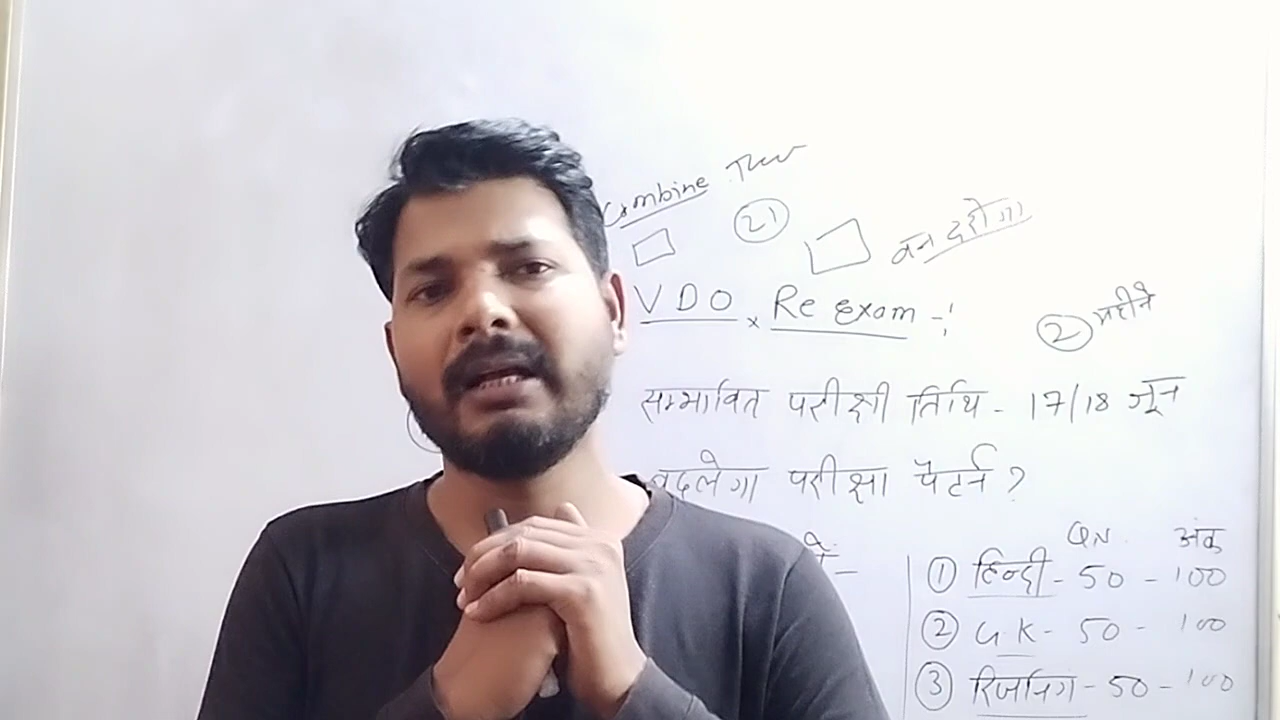 Combine
21 वन दरोगा
VDO × Re Exam -:
2 महीने
सम्भावित परीक्षा तिथि - 17/18 जून
बदलेगा परीक्षा पैटर्न ?
QN. अंक
① हिन्दी - 50 - 100
② GK - 50 - 100
③ रिजनिंग - 50 - 100